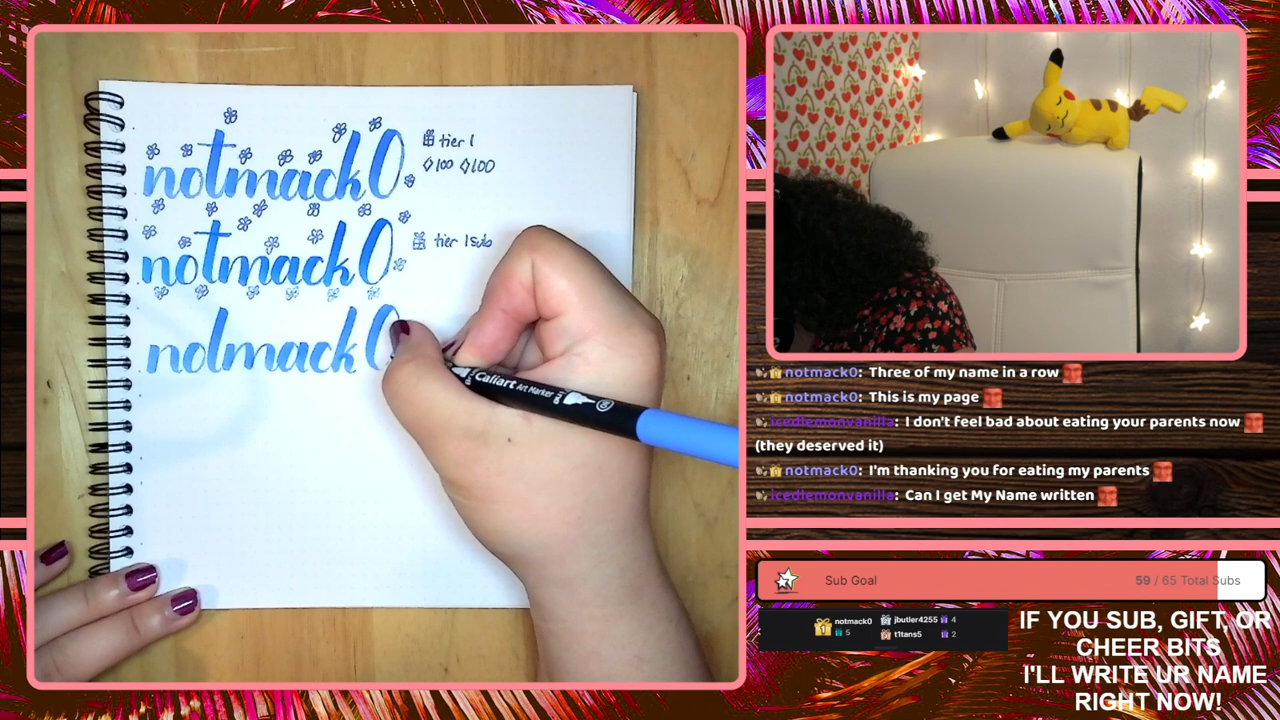 notmack0
tier 1
100 100
notmack0
tier 1 sub
notmack0
Caliart Art Marker
notmack0: Three of my name in a row
notmack0: This is my page
icedlemonvanilla: I don't feel bad about eating your parents now
(they deserved it)
notmack0: I'm thanking you for eating my parents
icedlemonvanilla: Can I get My Name written
Sub Goal
59 / 65 Total Subs
notmack0
5
jbutler4255 4
t1tans5 2
IF YOU SUB, GIFT, OR
CHEER BITS
I'LL WRITE UR NAME
RIGHT NOW!